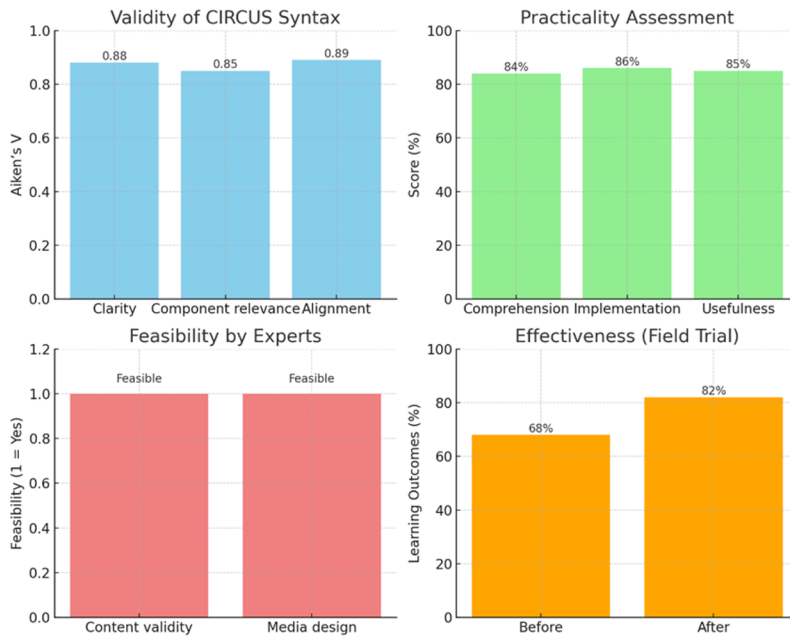 Validity of CIRCUS Syntax
Aiken's V
1.0
0.8
0.6
0.4
0.2
0.0
0.88
0.85
0.89
Clarity
Component relevance
Alignment
Practicality Assessment
Score (%)
100
80
60
40
20
0
84%
86%
85%
Comprehension
Implementation
Usefulness
Feasibility by Experts
Feasibility (1 = Yes)
1.2
1.0
0.8
0.6
0.4
0.2
0.0
Feasible
Feasible
Content validity
Media design
Effectiveness (Field Trial)
Learning Outcomes (%)
100
80
60
40
20
0
68%
82%
Before
After